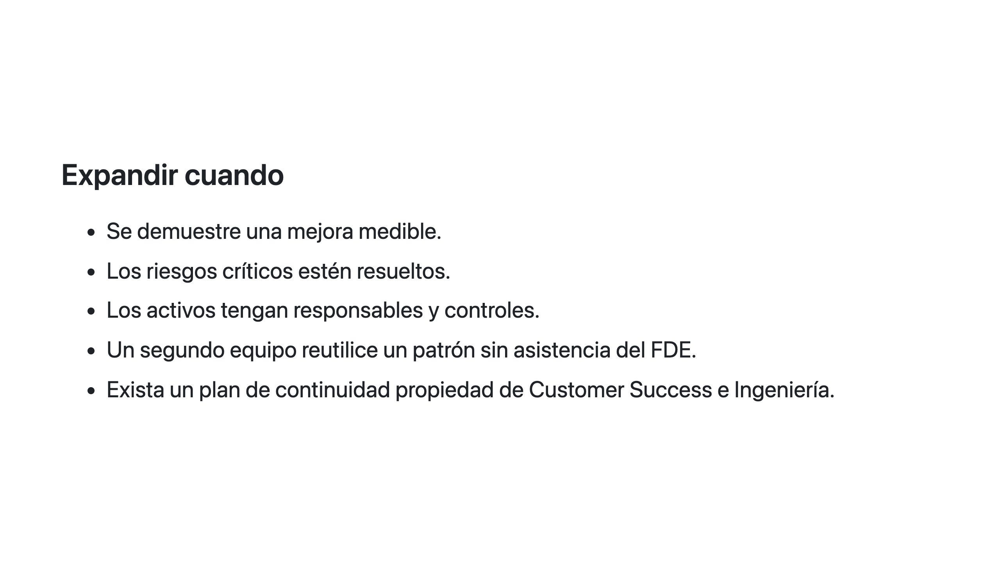 Expandir cuando
• Se demuestre una mejora medible.
• Los riesgos críticos estén resueltos.
• Los activos tengan responsables y controles.
• Un segundo equipo reutilice un patrón sin asistencia del FDE.
• Exista un plan de continuidad propiedad de Customer Success e Ingeniería.